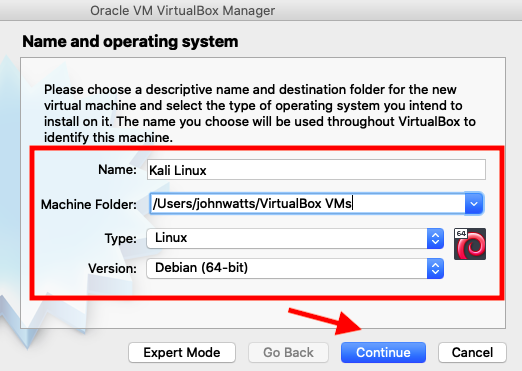 Oracle VM VirtualBox Manager
Name and operating system
Please choose a descriptive name and destination folder for the new
virtual machine and select the type of operating system you intend to
install on it. The name you choose will be used throughout VirtualBox to
identify this machine.
Name: Kali Linux
Machine Folder: /Users/johnwatts/VirtualBox VMs
Type: Linux
64
Version: Debian (64-bit)
Expert Mode Go Back Continue Cancel